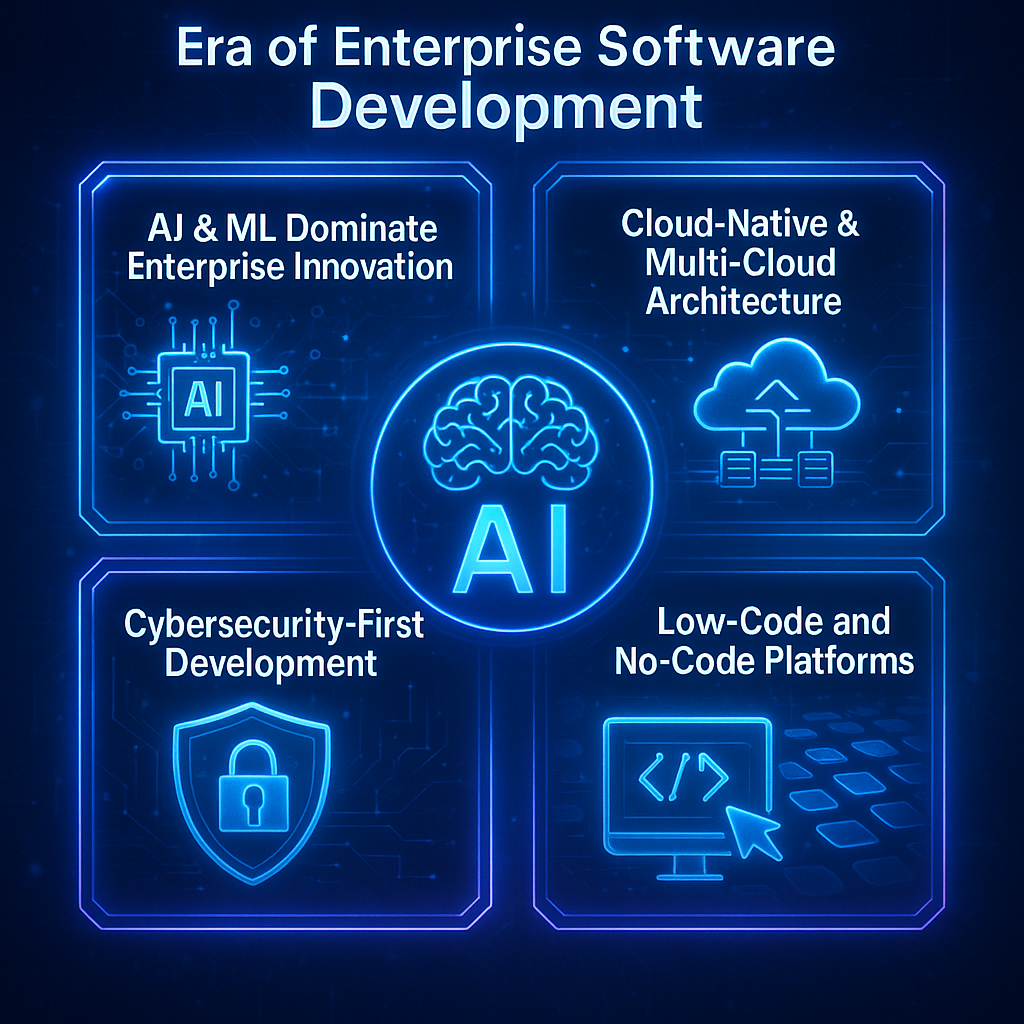 Era of Enterprise Software
Development
AJ & ML Dominate
Enterprise Innovation
AI
Cloud-Native &
Multi-Cloud
Architecture
AI
Cybersecurity-First
Development
Low-Code and
No-Code Platforms
</>